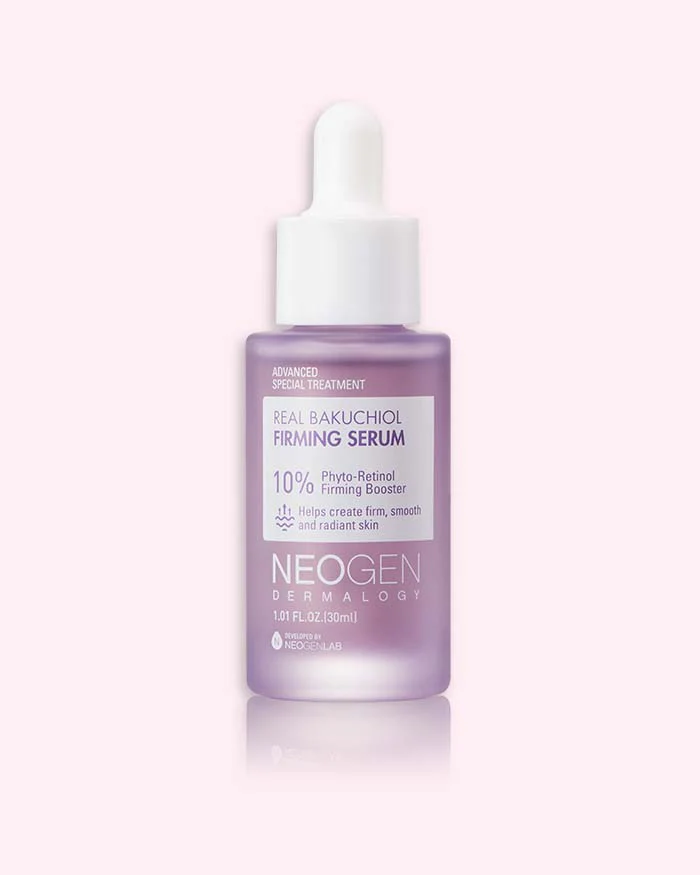 ADVANCED
SPECIAL TREATMENT
REAL BAKUCHIOL
FIRMING SERUM
10% Phyto-Retinol
Firming Booster
Helps create firm, smooth
and radiant skin
NEOGEN
DERMALOGY
1.01 FL.OZ.(30ml)
N
DEVELOPED BY
NEOGENLAB